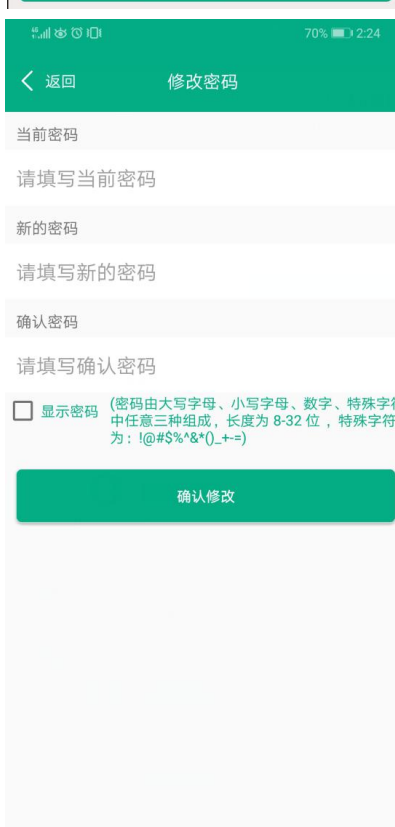 46
70% 2:24
返回
修改密码
当前密码
请填写当前密码
新的密码
请填写新的密码
确认密码
请填写确认密码
显示密码
(密码由大写字母、小写字母、数字、特殊字符
中任意三种组成，长度为 8-32 位 ，特殊字符
为：!@#$%^&*()_+-=)
确认修改